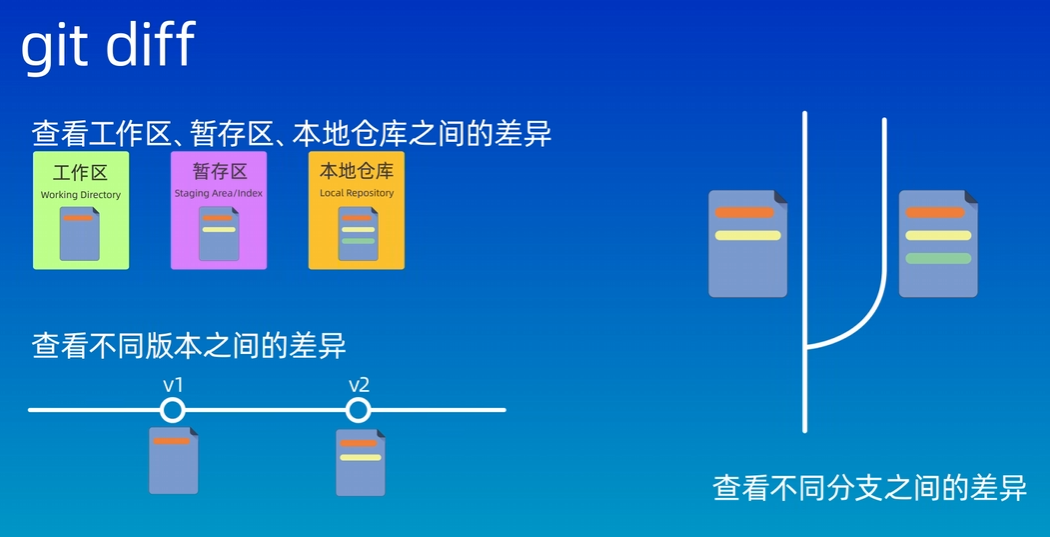 git diff
查看工作区、暂存区、本地仓库之间的差异
工作区
Working Directory
暂存区
Staging Area/Index
本地仓库
Local Repository
查看不同版本之间的差异
v1
v2
查看不同分支之间的差异